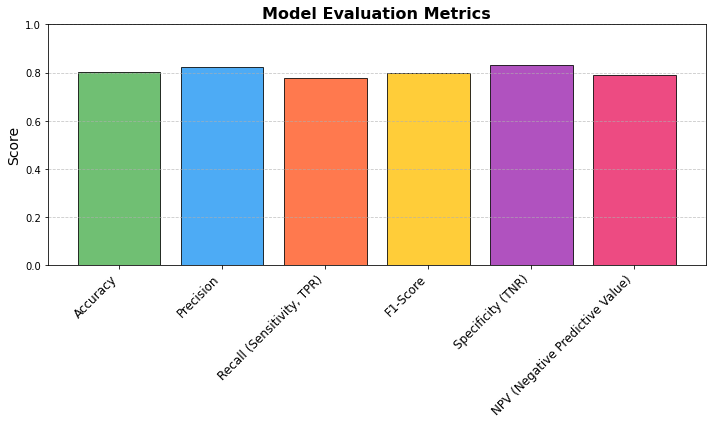 Model Evaluation Metrics
Score
1.0
0.8
0.6
0.4
0.2
0.0
Accuracy
Precision
Recall (Sensitivity, TPR)
F1-Score
Specificity (TNR)
NPV (Negative Predictive Value)